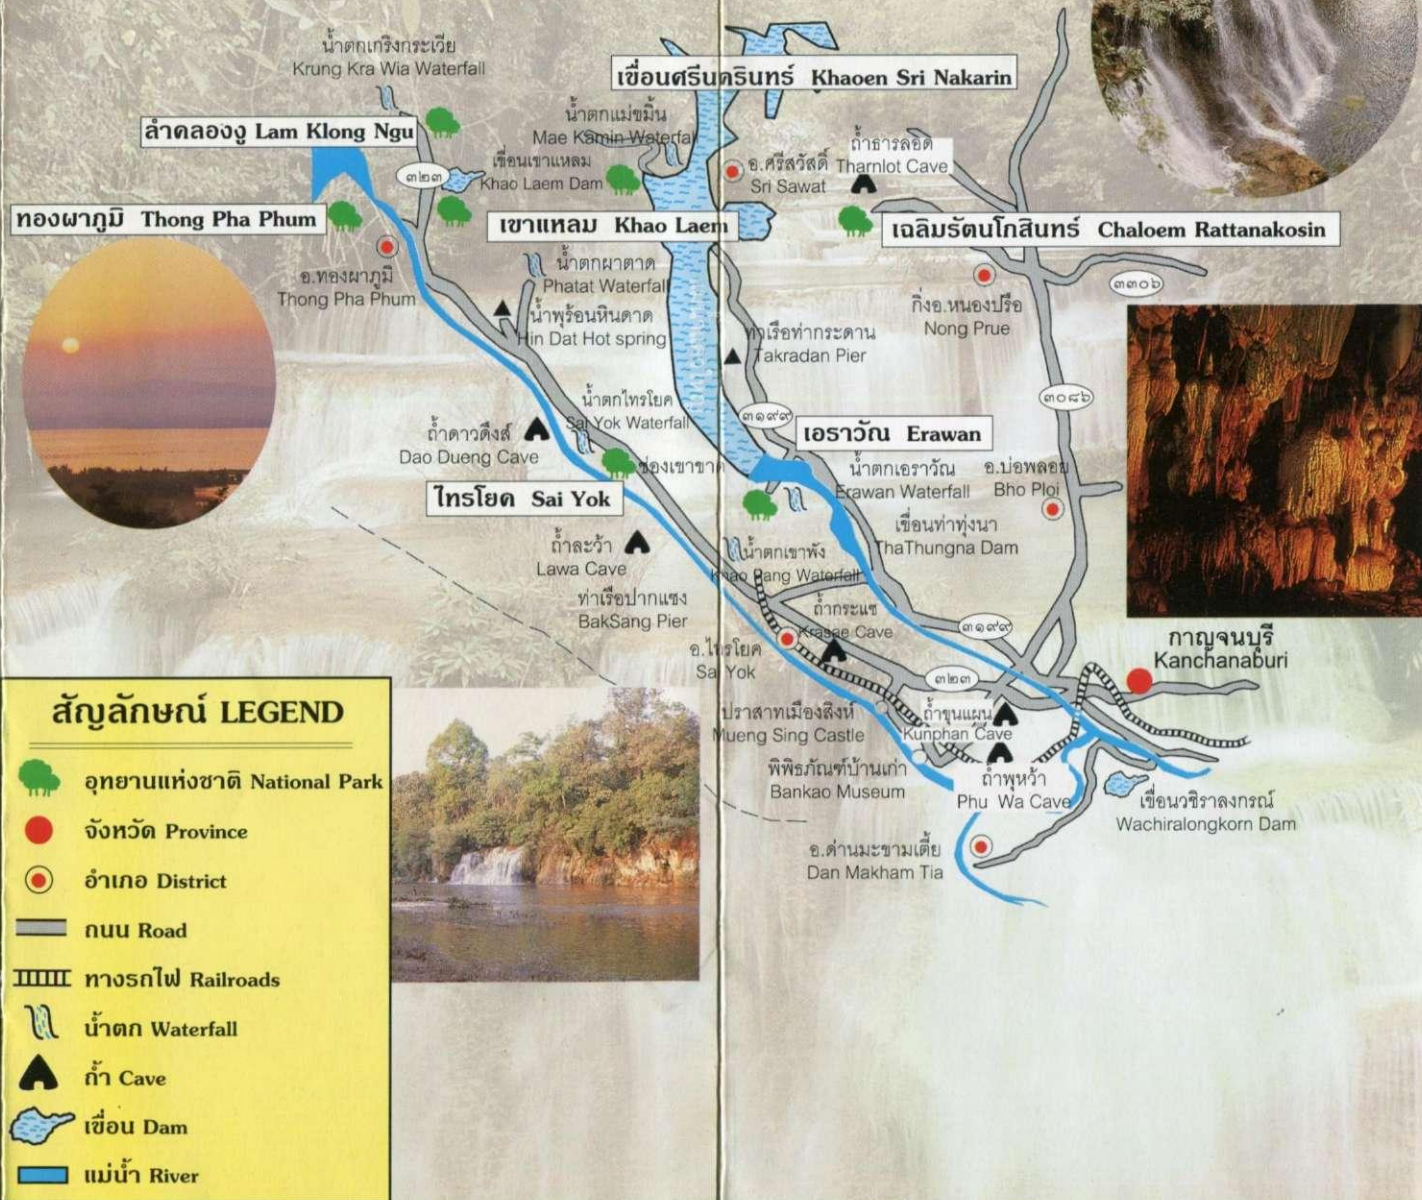 น้ำตกเกริงกระเวีย
Krung Kra Wia Waterfall
เขื่อนศรีนครินทร์ Khaoen Sri Nakarin
ลำคลองงู Lam Klong Ngu
น้ำตกแม่ขมิ้น
Mae Kamin Waterfal
ถ้ำธารลอด
Tharnlot Cave
เขื่อนเขาแหลม
Khao Laem Dam
๓๒๓
อ.ศรีสวัสดิ์
Sri Sawat
ทองผาภูมิ Thong Pha Phum
เขาแหลม Khao Laem
เฉลิมรัตนโกสินทร์ Chaloem Rattanakosin
อ.ทองผาภูมิ
Thong Pha Phum
น้ำตกผาตาด
Phatat Waterfall
๓๓๐๖
น้ำพุร้อนหินดาด
Hin Dat Hot spring
กิ่งอ.หนองปรือ
Nong Prue
ท่าเรือท่ากระดาน
Takradan Pier
๓๐๘๖
น้ำตกไทรโยค
Sai Yok Waterfall
๓๑๙๙
เอราวัณ Erawan
ถ้ำดาวดึงส์
Dao Dueng Cave
ช่องเขาขาด
น้ำตกเอราวัณ
Erawan Waterfall
อ.บ่อพลอย
Bho Ploi
ไทรโยค Sai Yok
เขื่อนท่าทุ่งนา
ThaThungna Dam
ถ้ำละว้า
Lawa Cave
น้ำตกเขาพัง
Khao Pang Waterfall
ท่าเรือปากแซง
BakSang Pier
ถ้ำกระแซ
Krasae Cave
๓๑๙๙
กาญจนบุรี
Kanchanaburi
อ.ไทรโยค
Sai Yok
๓๒๓
ปราสาทเมืองสิงห์
Mueng Sing Castle
ถ้ำขุนแผน
Kunphan Cave
พิพิธภัณฑ์บ้านเก่า
Bankao Museum
ถ้ำพุหว้า
Phu Wa Cave
เขื่อนวชิราลงกรณ์
Wachiralongkorn Dam
อ.ด่านมะขามเตี้ย
Dan Makham Tia
สัญลักษณ์ LEGEND
อุทยานแห่งชาติ National Park
จังหวัด Province
อำเภอ District
ถนน Road
ทางรถไฟ Railroads
น้ำตก Waterfall
ถ้ำ Cave
เขื่อน Dam
แม่น้ำ River